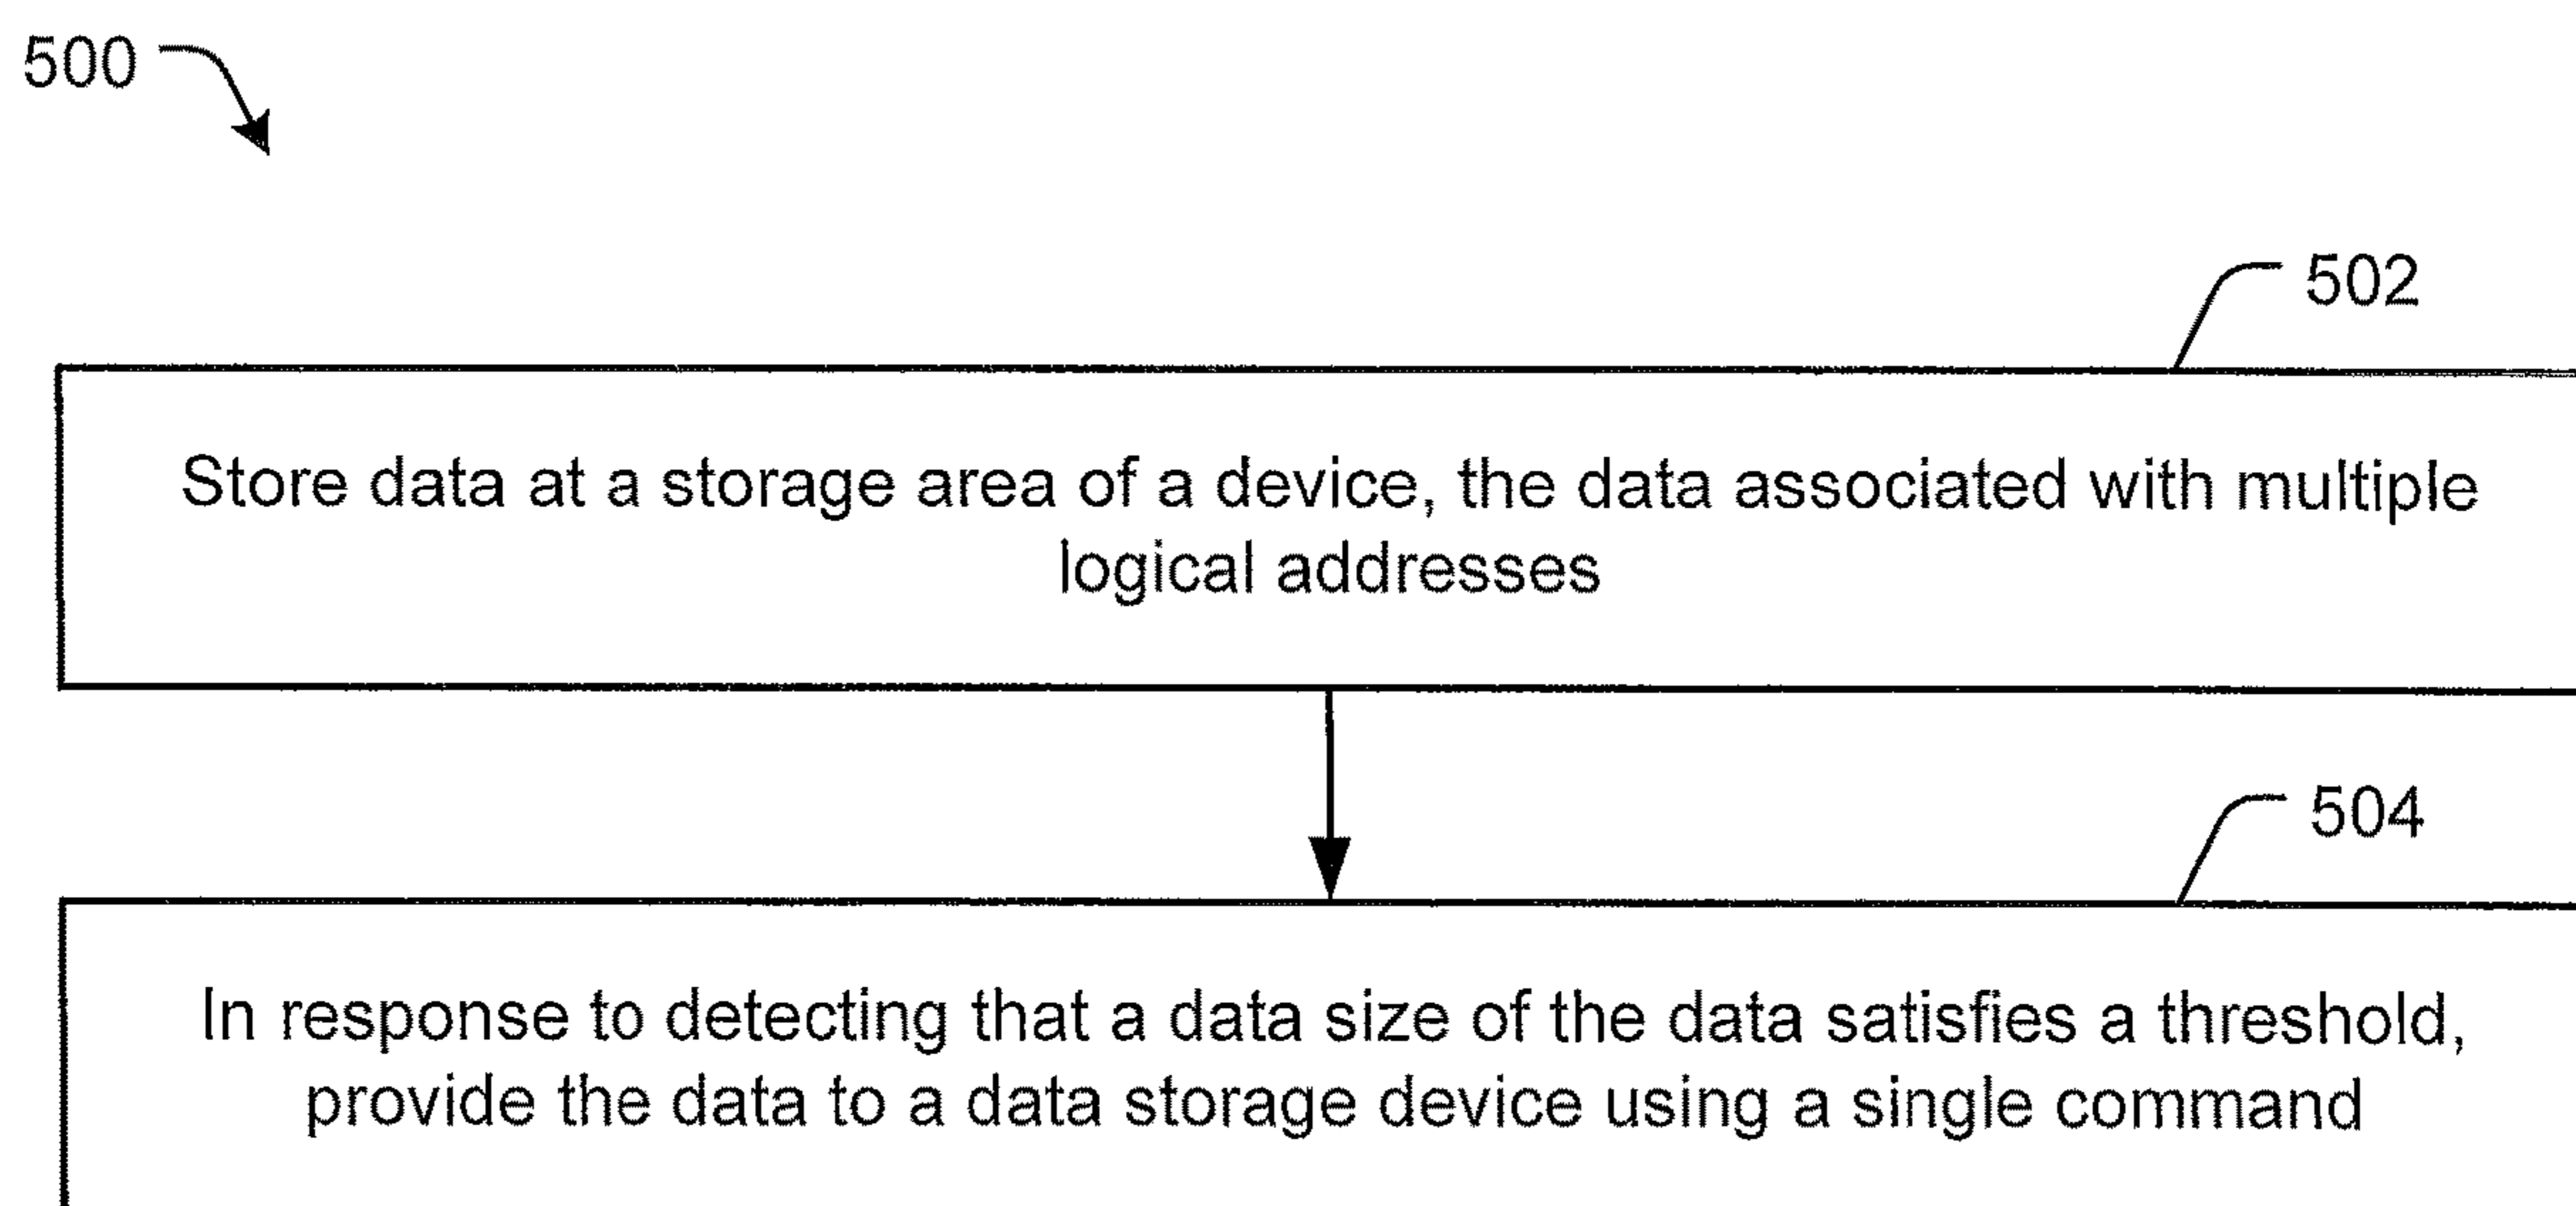 500
502
Store data at a storage area of a device, the data associated with multiple
logical addresses
504
In response to detecting that a data size of the data satisfies a threshold,
provide the data to a data storage device using a single command